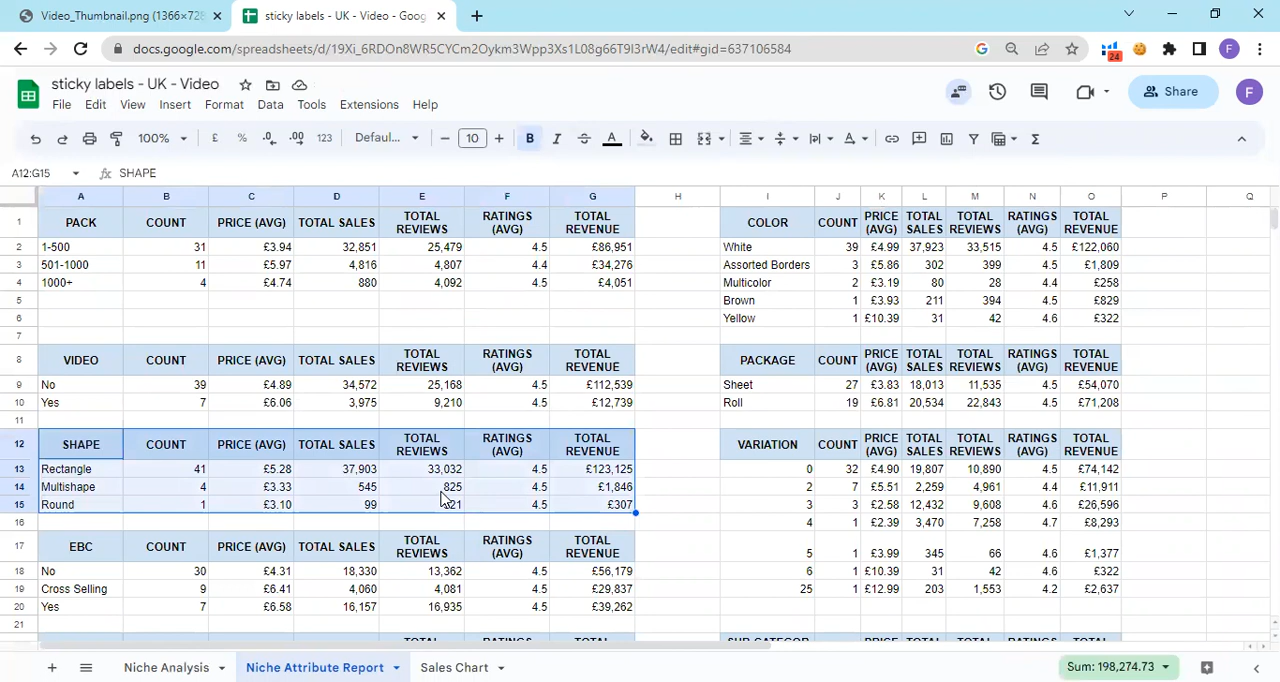 Video_Thumbnail.png (1366×728
sticky labels - UK - Video - Goog
docs.google.com/spreadsheets/d/19Xi_6RDOn8WR5CYCm2Oykm3Wpp3Xs1L08g66T9I3rW4/edit#gid=637106584
24
F
sticky labels - UK - Video
File Edit View Insert Format Data Tools Extensions Help
Share
F
100% £ % .0 .00 123 Defaul... 10 B I A
A12:G15 fx SHAPE
A B C D E F G H I J K L M N O P Q
1 PACK COUNT PRICE (AVG) TOTAL SALES TOTAL REVIEWS RATINGS (AVG) TOTAL REVENUE COLOR COUNT PRICE (AVG) TOTAL SALES TOTAL REVIEWS RATINGS (AVG) TOTAL REVENUE
2 1-500 31 £3.94 32,851 25,479 4.5 £86,951 White 39 £4.99 37,923 33,515 4.5 £122,060
3 501-1000 11 £5.97 4,816 4,807 4.4 £34,276 Assorted Borders 3 £5.86 302 399 4.5 £1,809
4 1000+ 4 £4.74 880 4,092 4.5 £4,051 Multicolor 2 £3.19 80 28 4.4 £258
5 Brown 1 £3.93 211 394 4.5 £829
6 Yellow 1 £10.39 31 42 4.6 £322
7
8 VIDEO COUNT PRICE (AVG) TOTAL SALES TOTAL REVIEWS RATINGS (AVG) TOTAL REVENUE PACKAGE COUNT PRICE (AVG) TOTAL SALES TOTAL REVIEWS RATINGS (AVG) TOTAL REVENUE
9 No 39 £4.89 34,572 25,168 4.5 £112,539 Sheet 27 £3.83 18,013 11,535 4.5 £54,070
10 Yes 7 £6.06 3,975 9,210 4.5 £12,739 Roll 19 £6.81 20,534 22,843 4.5 £71,208
11
12 SHAPE COUNT PRICE (AVG) TOTAL SALES TOTAL REVIEWS RATINGS (AVG) TOTAL REVENUE VARIATION COUNT PRICE (AVG) TOTAL SALES TOTAL REVIEWS RATINGS (AVG) TOTAL REVENUE
13 Rectangle 41 £5.28 37,903 33,032 4.5 £123,125 0 32 £4.90 19,807 10,890 4.5 £74,142
14 Multishape 4 £3.33 545 825 4.5 £1,846 2 7 £5.51 2,259 4,961 4.4 £11,911
15 Round 1 £3.10 99 4.5 £307 3 3 £2.58 12,432 9,608 4.6 £26,596
16 4 1 £2.39 3,470 7,258 4.7 £8,293
17 EBC COUNT PRICE (AVG) TOTAL SALES TOTAL REVIEWS RATINGS (AVG) TOTAL REVENUE 5 1 £3.99 345 66 4.6 £1,377
18 No 30 £4.31 18,330 13,362 4.5 £56,179 6 1 £10.39 31 42 4.6 £322
19 Cross Selling 9 £6.41 4,060 4,081 4.5 £29,837 25 1 £12.99 203 1,553 4.2 £2,637
20 Yes 7 £6.58 16,157 16,935 4.5 £39,262
21
TOTAL RATINGS TOTAL SUB CATEGOR PRICE TOTAL TOTAL RATINGS TOTAL
Niche Analysis Niche Attribute Report Sales Chart Sum: 198,274.73